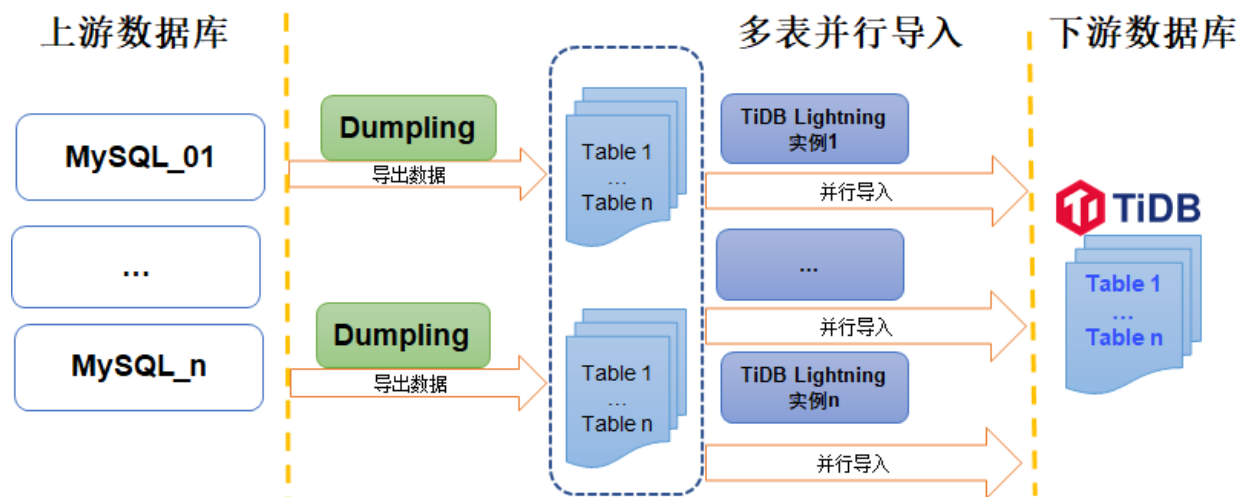 上游数据库
多表并行导入
下游数据库
MySQL_01
...
MySQL_n
Dumpling
导出数据
Dumpling
导出数据
Table 1
...
Table n
Table 1
...
Table n
TiDB Lightning
实例1
并行导入
...
并行导入
TiDB Lightning
实例n
并行导入
TiDB
Table 1
...
Table n